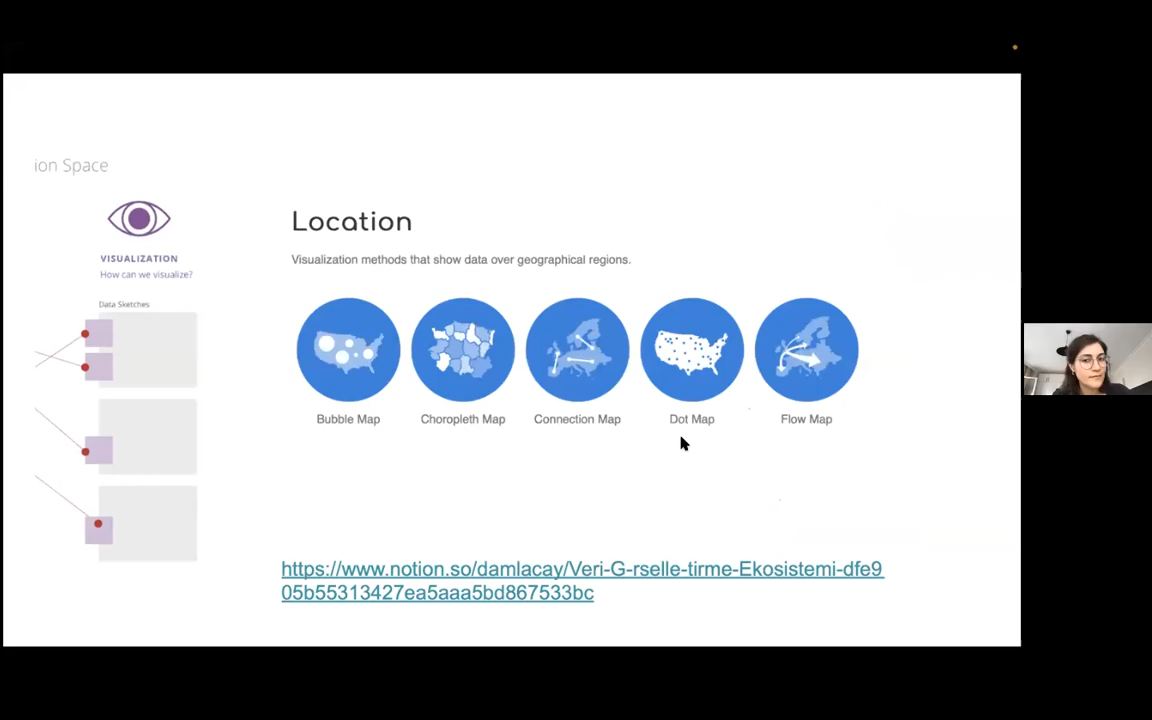 ion Space
VISUALIZATION
How can we visualize?
Data Sketches
Location
Visualization methods that show data over geographical regions.
Bubble Map
Choropleth Map
Connection Map
Dot Map
Flow Map
https://www.notion.so/damlacay/Veri-G-rselle-tirme-Ekosistemi-dfe9
05b55313427ea5aaa5bd867533bc